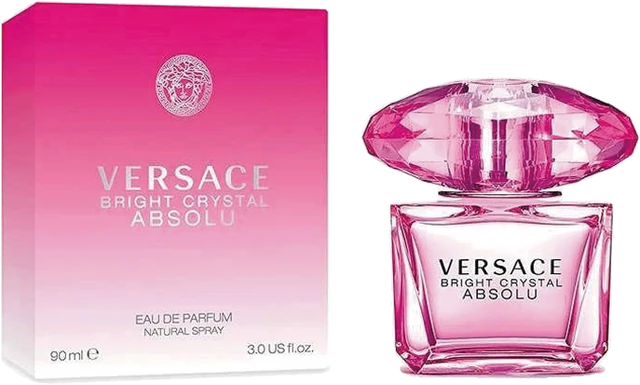 VERSACE
BRIGHT CRYSTAL
ABSOLU
EAU DE PARFUM
NATURAL SPRAY
90 ml ℮
3.0 US fl.oz.
VERSACE
BRIGHT CRYSTAL
ABSOLU